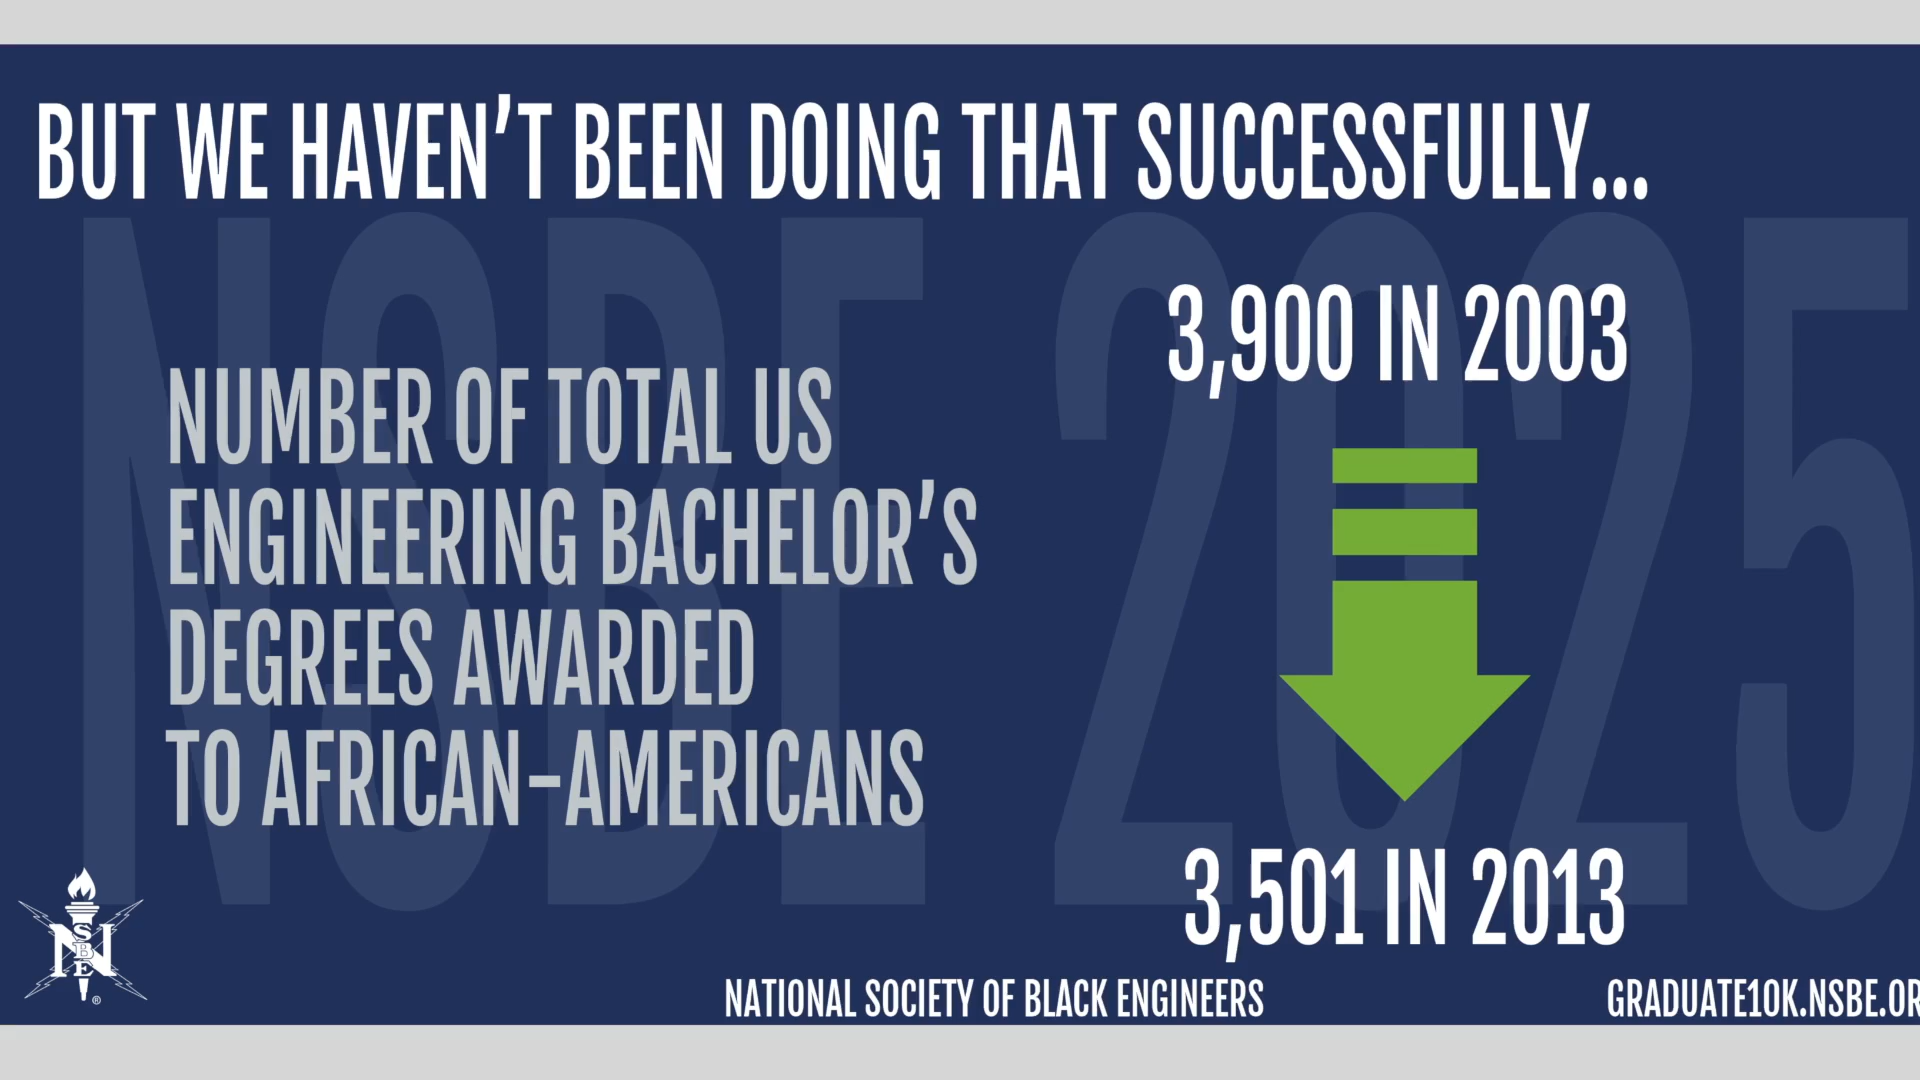 BUT WE HAVEN'T BEEN DOING THAT SUCCESSFULLY...
NSBE 2025
3,900 IN 2003
NUMBER OF TOTAL US
ENGINEERING BACHELOR'S
DEGREES AWARDED
TO AFRICAN-AMERICANS
3,501 IN 2013
NSBE
®
NATIONAL SOCIETY OF BLACK ENGINEERS
GRADUATE10K.NSBE.OR